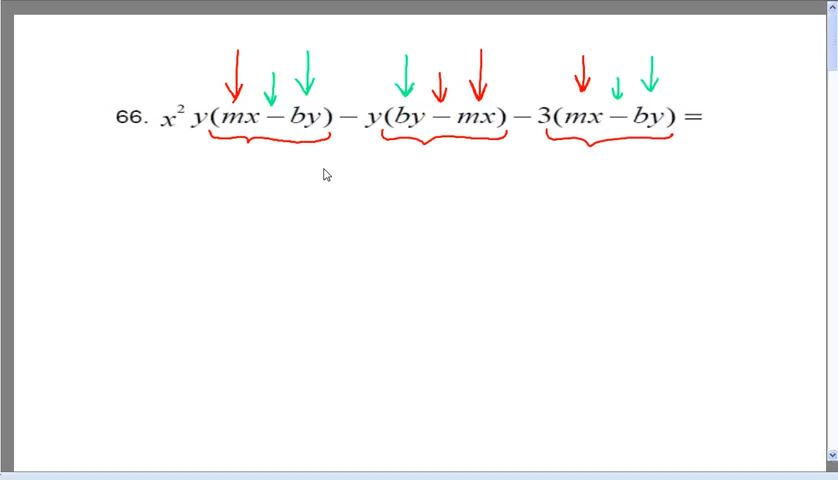 66. x² y(mx − by) − y(by − mx) − 3(mx − by) =